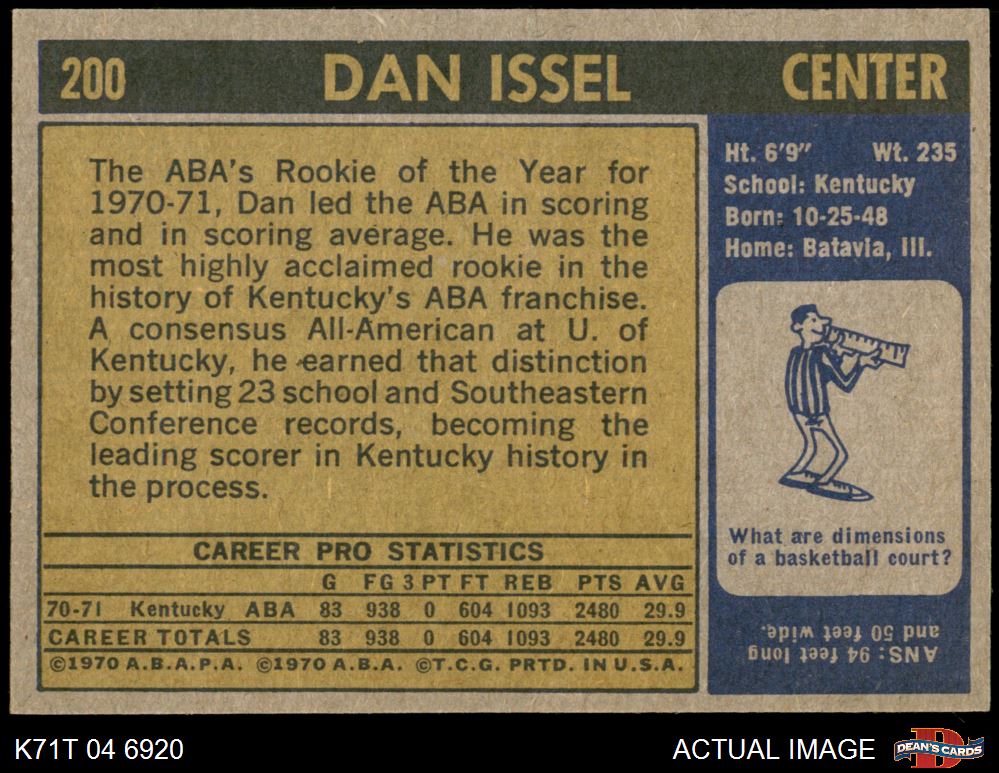 200 DAN ISSEL CENTER
The ABA's Rookie of the Year for
1970-71, Dan led the ABA in scoring
and in scoring average. He was the
most highly acclaimed rookie in the
history of Kentucky's ABA franchise.
A consensus All-American at U. of
Kentucky, he earned that distinction
by setting 23 school and Southeastern
Conference records, becoming the
leading scorer in Kentucky history in
the process.
CAREER PRO STATISTICS
G FG 3 PT FT REB PTS AVG
70-71 Kentucky ABA 83 938 0 604 1093 2480 29.9
CAREER TOTALS 83 938 0 604 1093 2480 29.9
©1970 A.B.A.P.A. ©1970 A.B.A. ©T.C.G. PRTD. IN U.S.A.
Ht. 6'9" Wt. 235
School: Kentucky
Born: 10-25-48
Home: Batavia, Ill.
What are dimensions
of a basketball court?
ANS: 94 feet long
and 50 feet wide.
K71T 04 6920 ACTUAL IMAGE
D
DEAN'S CARDS